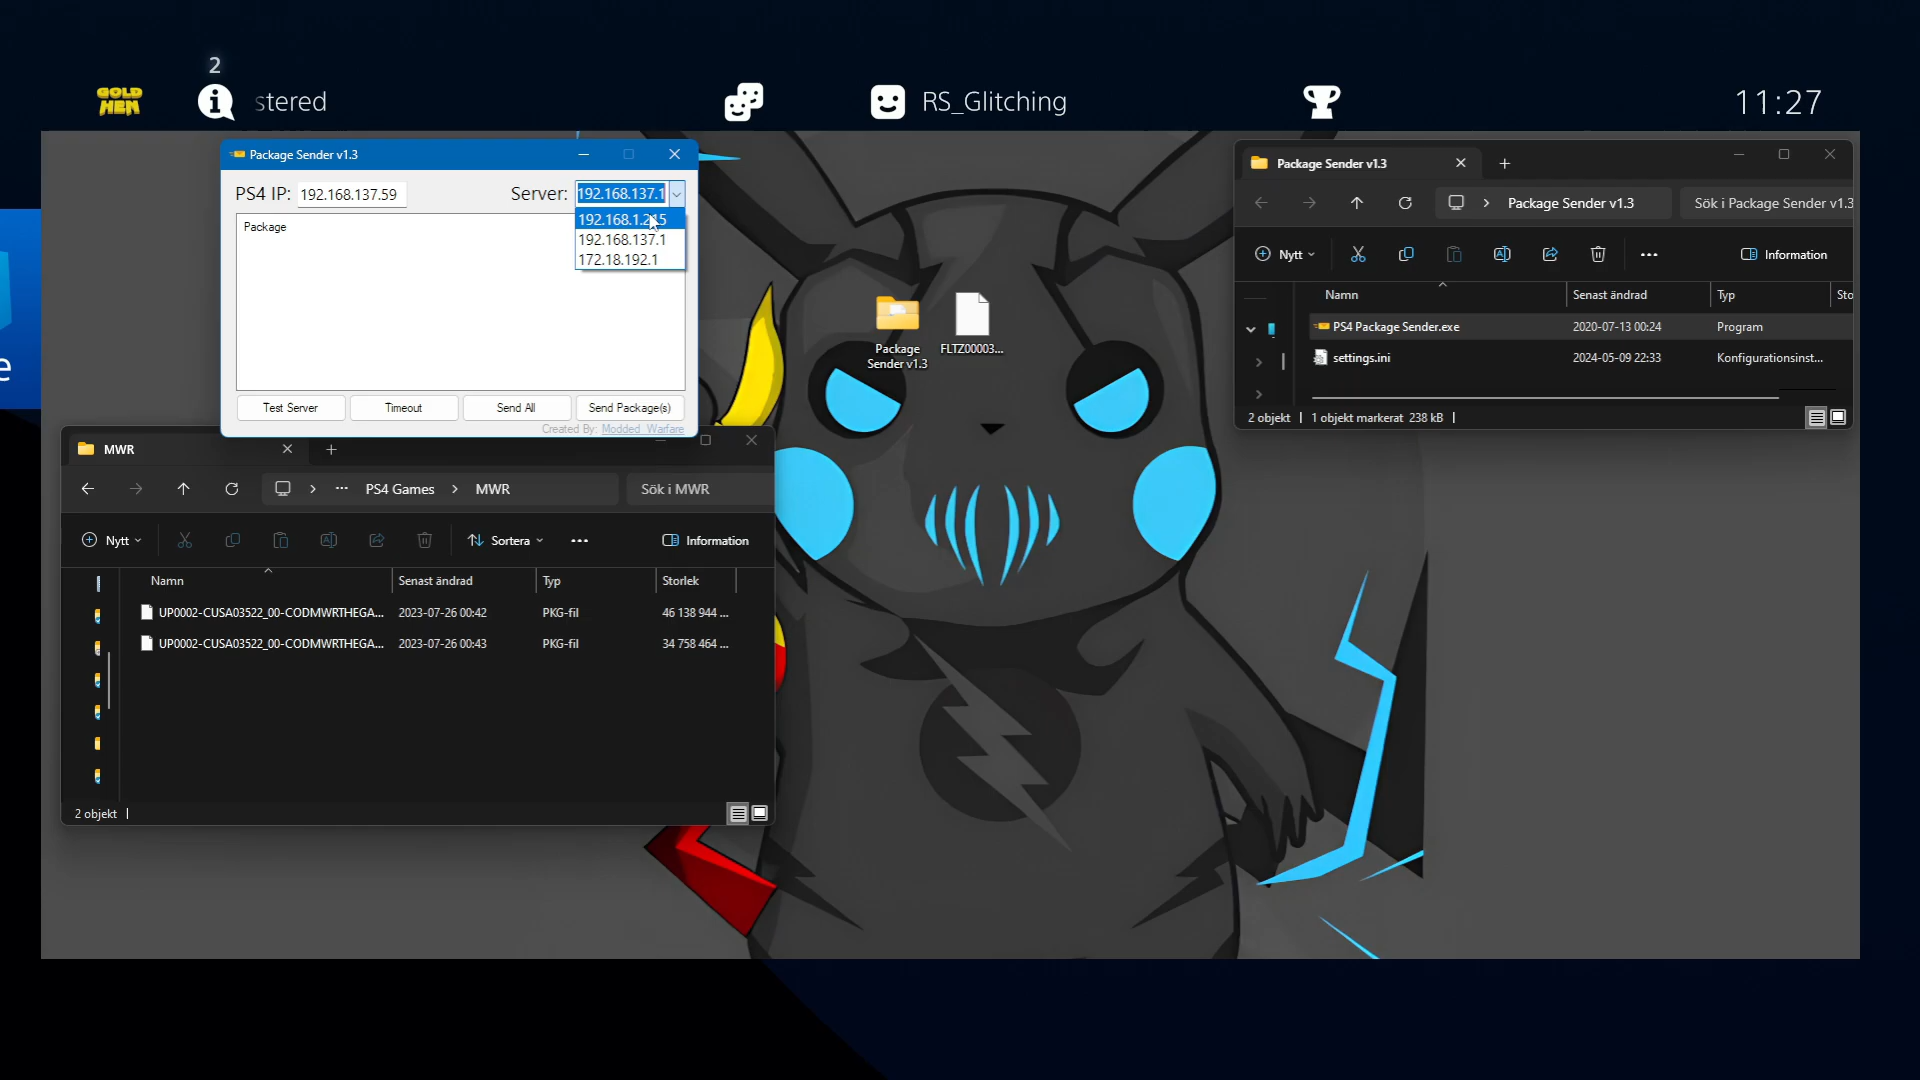 GOLD
HEN
2
stered
RS_Glitching
11:27
Package Sender v1.3
PS4 IP: 192.168.137.59
Server: 192.168.137.1
192.168.1.215
192.168.137.1
172.18.192.1
Package
Test Server
Timeout
Send All
Send Package(s)
Created By: Modded_Warfare
Package
Sender v1.3
FLTZ00003...
Package Sender v1.3
Package Sender v1.3
Sök i Package Sender v1.3
Nytt
Information
Namn
Senast ändrad
Typ
Sto
PS4 Package Sender.exe
2020-07-13 00:24
Program
settings.ini
2024-05-09 22:33
Konfigurationsinst...
2 objekt
1 objekt markerat 238 kB
MWR
... PS4 Games MWR
Sök i MWR
Nytt
Sortera
Information
Namn
Senast ändrad
Typ
Storlek
UP0002-CUSA03522_00-CODMWRTHEGA...
2023-07-26 00:42
PKG-fil
46 138 944 ...
UP0002-CUSA03522_00-CODMWRTHEGA...
2023-07-26 00:43
PKG-fil
34 758 464 ...
2 objekt
e